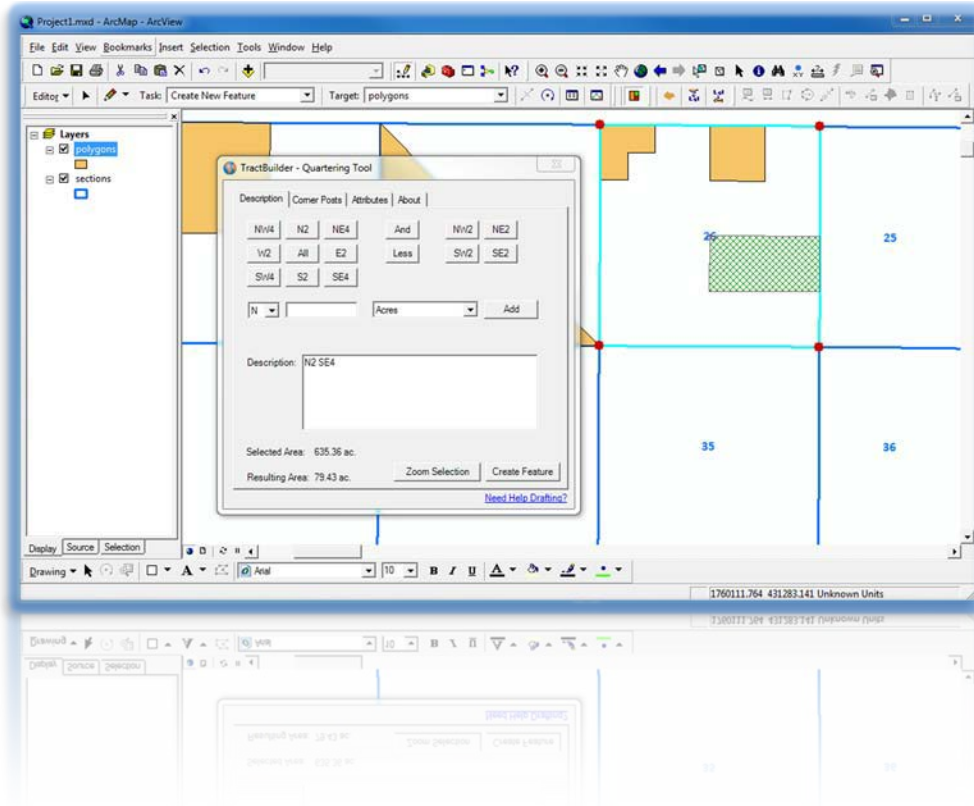 Project1.mxd - ArcMap - ArcView
File Edit View Bookmarks Insert Selection Tools Window Help
Editor Task: Create New Feature Target: polygons
Layers
polygons
sections
TractBuilder - Quartering Tool
Description Corner Posts Attributes About
NW4 N2 NE4 And NW2 NE2
W2 All E2 Less SW2 SE2
SW4 S2 SE4
N Acres Add
Description: N2 SE4
Selected Area: 635.36 ac.
Resulting Area: 79.43 ac.
Zoom Selection Create Feature
Need Help Drafting?
26
25
35
36
Display Source Selection
Drawing A Arial 10 B I U A
1760111.764 431283.141 Unknown Units